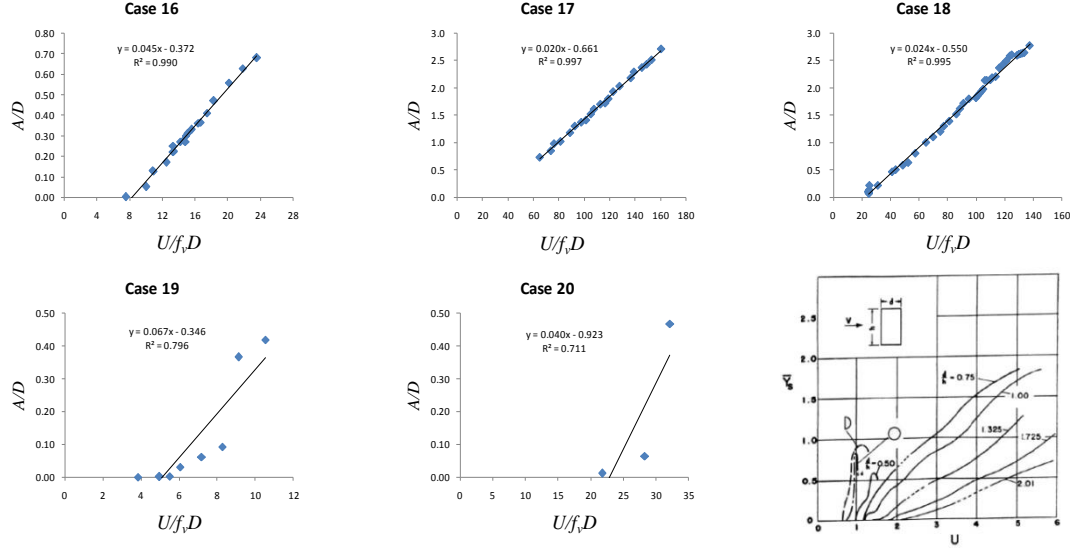 Case 16
0.80
0.70
0.60
0.50
0.40
0.30
0.20
0.10
0.00
A/D
y = 0.045x - 0.372
R² = 0.990
0 4 8 12 16 20 24 28
U/fvD
Case 17
3.0
2.5
2.0
1.5
1.0
0.5
0.0
A/D
y = 0.020x - 0.661
R² = 0.997
0 20 40 60 80 100 120 140 160 180
U/fvD
Case 18
3.0
2.5
2.0
1.5
1.0
0.5
0.0
A/D
y = 0.024x - 0.550
R² = 0.995
0 20 40 60 80 100 120 140 160
U/fvD
Case 19
0.50
0.40
0.30
0.20
0.10
0.00
A/D
y = 0.067x - 0.346
R² = 0.796
0 2 4 6 8 10 12
U/fvD
Case 20
0.50
0.40
0.30
0.20
0.10
0.00
A/D
y = 0.040x - 0.923
R² = 0.711
0 5 10 15 20 25 30 35
U/fvD
2.5
2.0
1.5
1.0
0.5
0
Ȳs
V
d
h
d/h = 0.75
1.00
1.325
1.725
2.01
D
d/h = 0.50
0 1 2 3 4 5 6
U